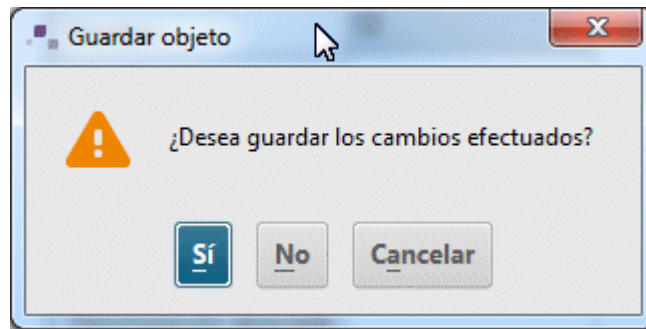 Guardar objeto
¿Desea guardar los cambios efectuados?
Sí No Cancelar